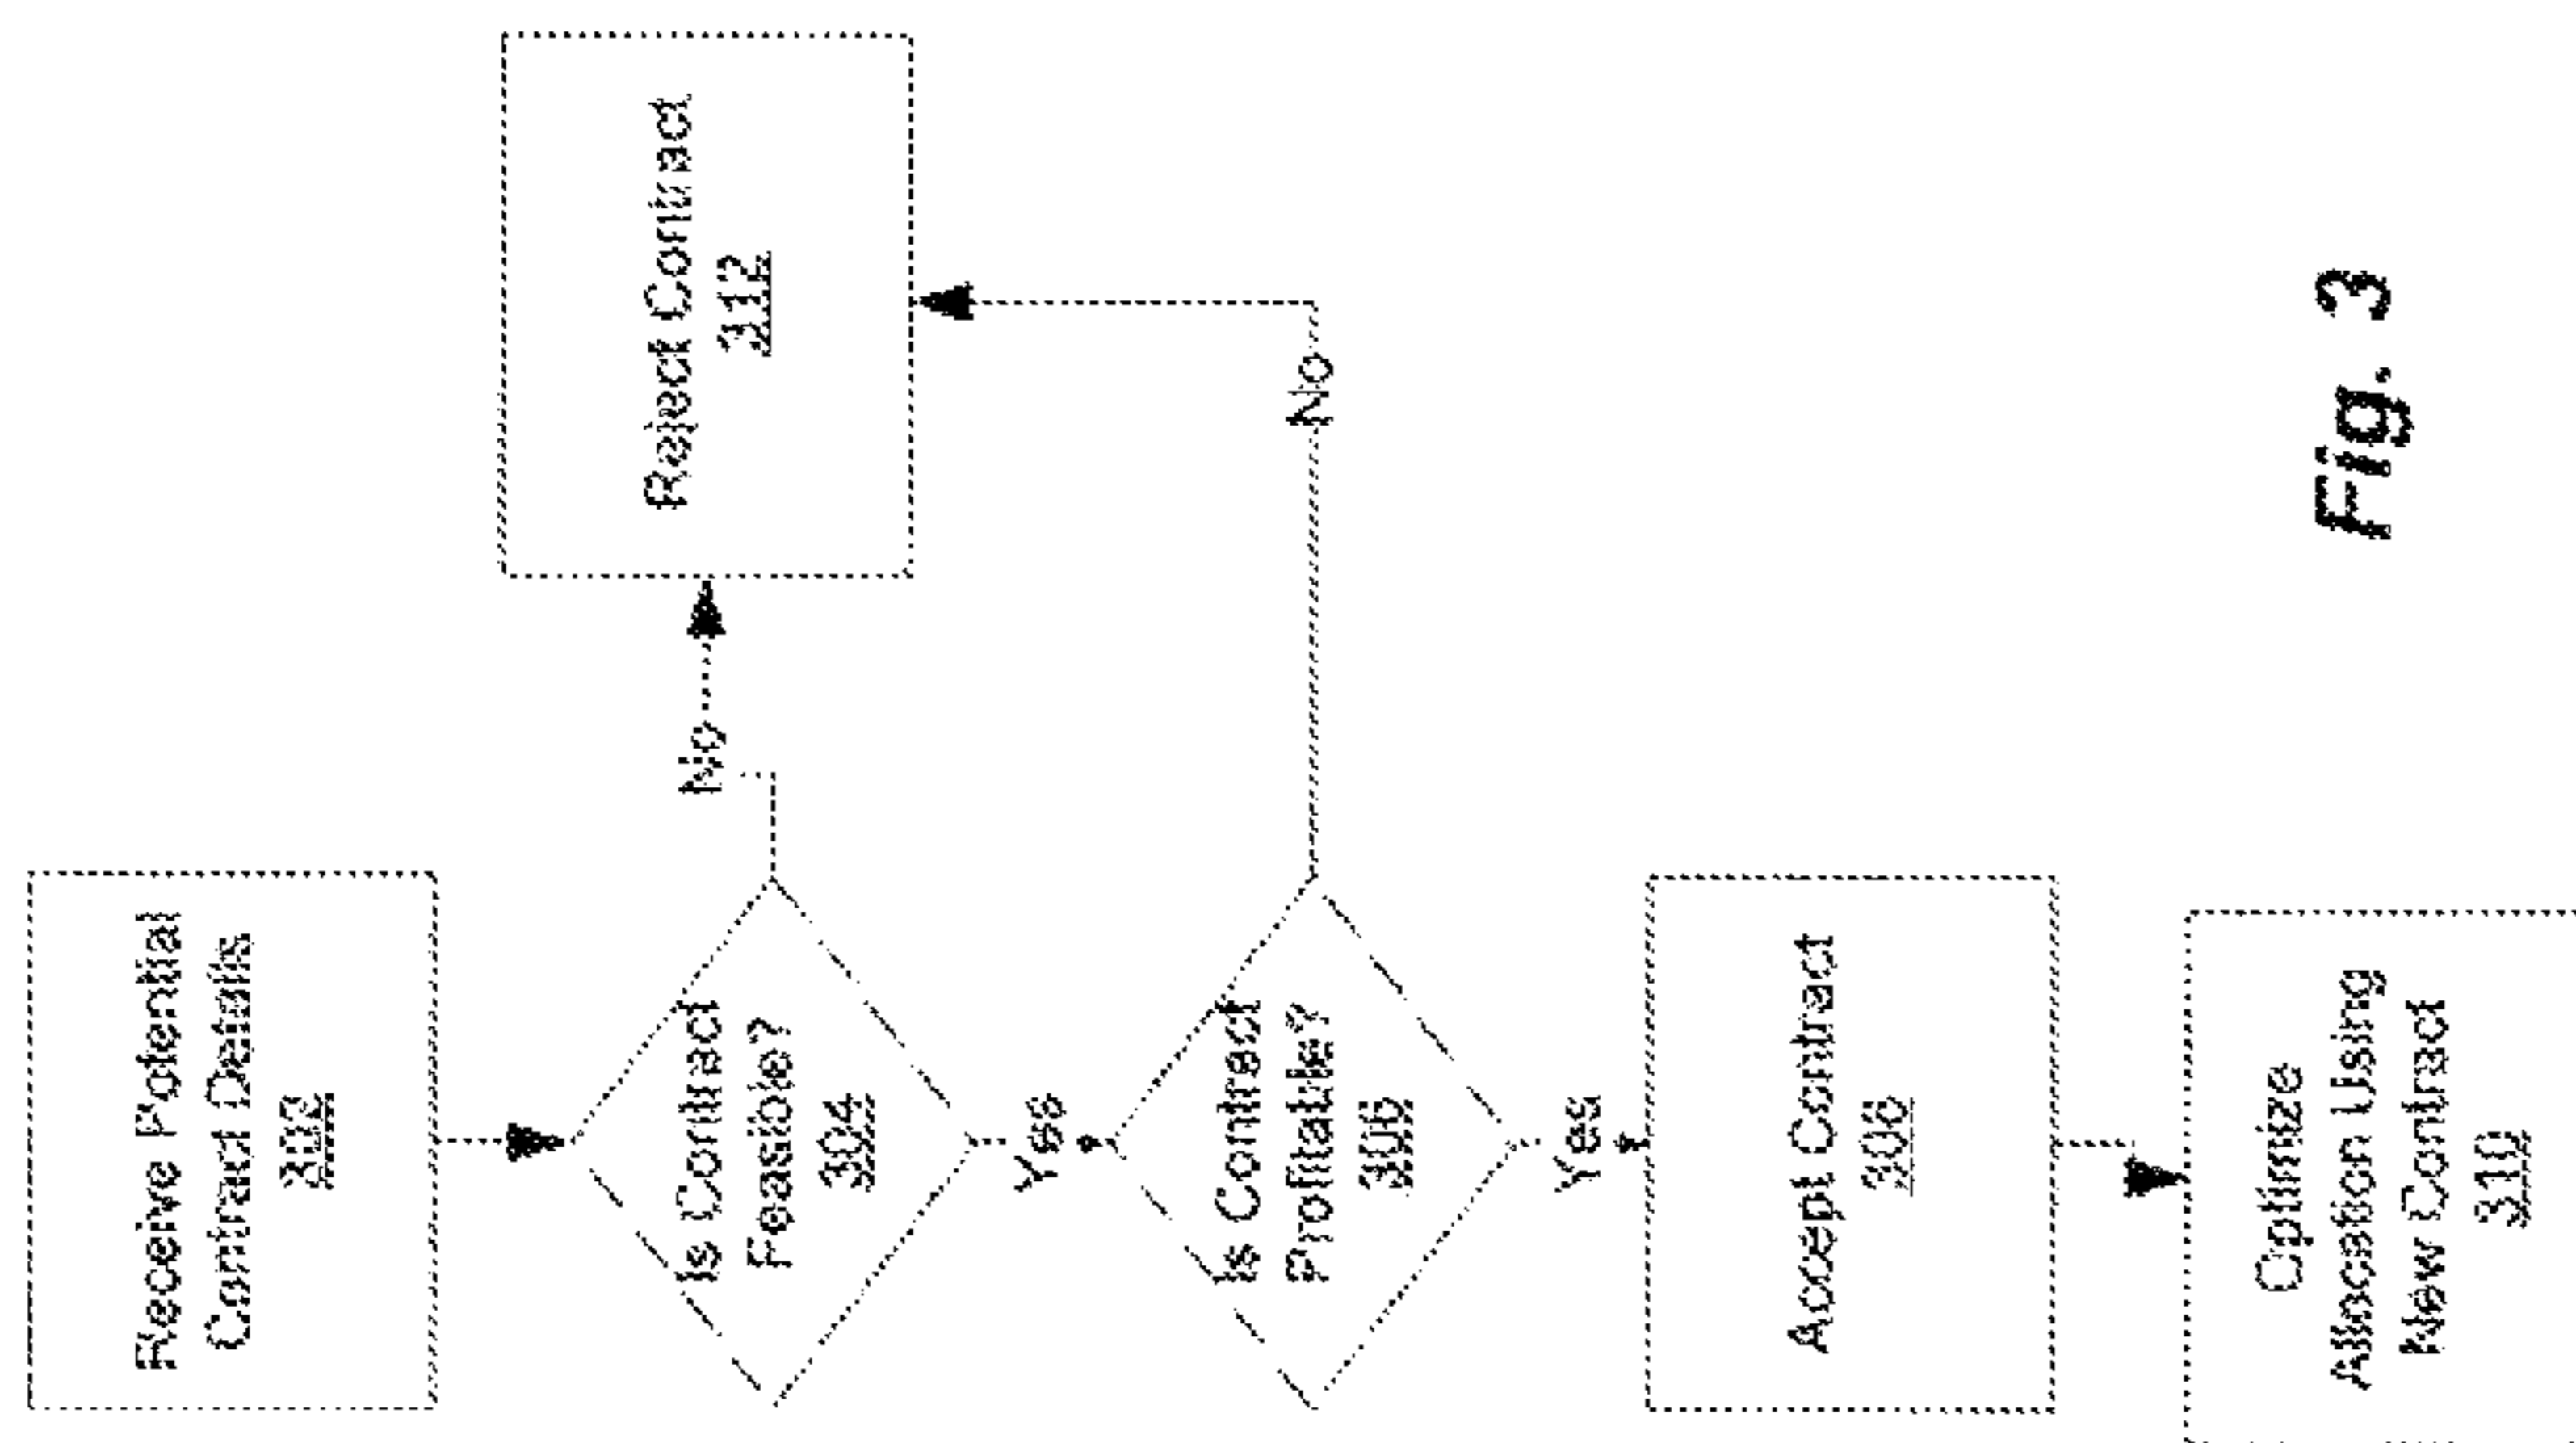 Receive Potential
Contract Details
302
Is Contract
Feasible?
304
No
Reject Contract
312
Yes
Is Contract
Profitable?
306
No
Yes
Accept Contract
Optimize
Allocation Using
New Contract
310
Fig. 3